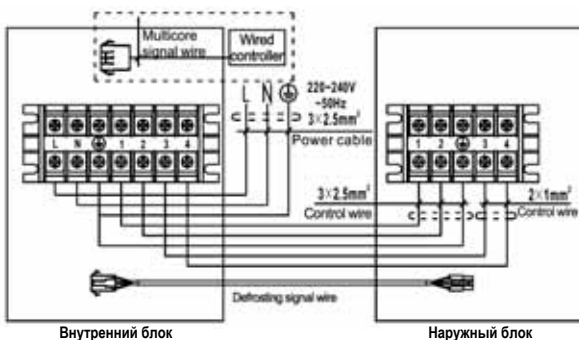 Multicore
signal wire
Wired
controller
L N
220~240V
~50Hz
3×2.5mm²
Power cable
L N 1 2 3 4
1 2 3 4
3×2.5mm²
Control wire
2×1mm²
Control wire
Defrosting signal wire
Внутренний блок
Наружный блок